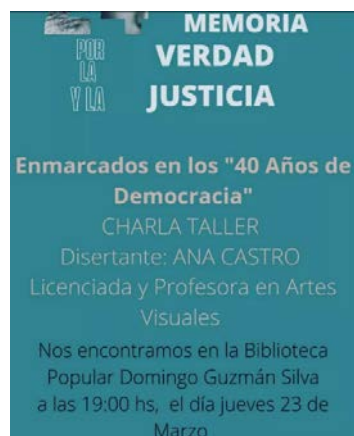 MEMORIA
POR
LA
VERDAD
Y LA
JUSTICIA
Enmarcados en los "40 Años de
Democracia"
CHARLA TALLER
Disertante: ANA CASTRO
Licenciada y Profesora en Artes
Visuales
Nos encontramos en la Biblioteca
Popular Domingo Guzmán Silva
a las 19:00 hs, el día jueves 23 de
Marzo